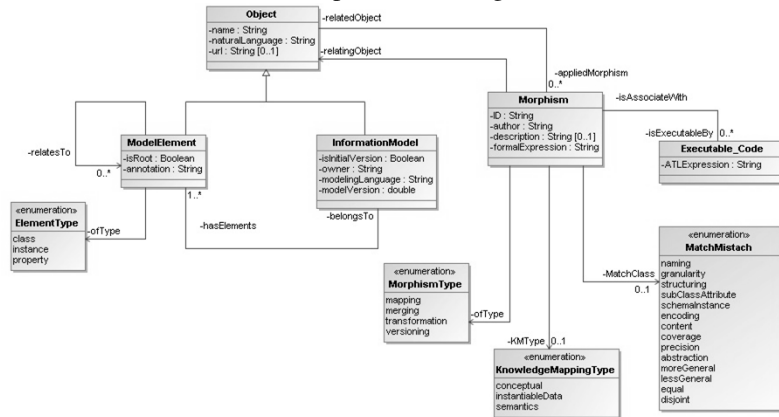 Object
-name : String
-naturalLanguage : String
-url : String [0..1]
-relatedObject
-relatingObject
-appliedMorphism
0..*
Morphism
-ID : String
-author : String
-description : String [0..1]
-formalExpression : String
-isAssociateWith
-isExecutableBy
0..*
Executable_Code
-ATLExpression : String
-relatesTo
0..*
ModelElement
-isRoot : Boolean
-annotation : String
1..*
InformationModel
-isInitialVersion : Boolean
-owner : String
-modelingLanguage : String
-modelVersion : double
-belongsTo
-hasElements
«enumeration»
ElementType
class
instance
property
-ofType
«enumeration»
MorphismType
mapping
merging
transformation
versioning
-ofType
-KMType
0..1
«enumeration»
KnowledgeMappingType
conceptual
instantiableData
semantics
-MatchClass
0..1
«enumeration»
MatchMistach
naming
granularity
structuring
subClassAttribute
schemaInstance
encoding
content
coverage
precision
abstraction
moreGeneral
lessGeneral
equal
disjoint